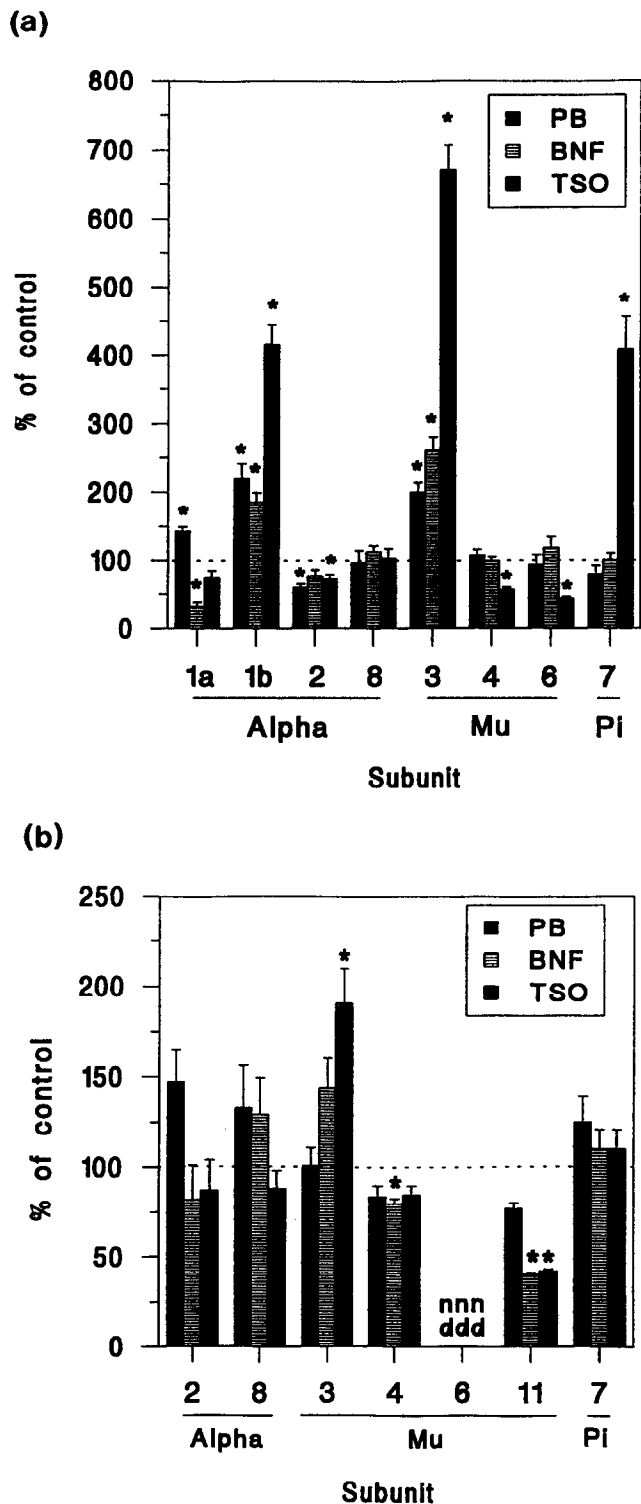 (a)
800
700
600
500
400
300
200
100
0
% of control
PB
BNF
TSO
* * * * * * * * * * * * * *
1a 1b 2 8 3 4 6 7
Alpha Mu Pi
Subunit
(b)
250
200
150
100
50
0
% of control
PB
BNF
TSO
* * * *
nnn
ddd
2 8 3 4 6 11 7
Alpha Mu Pi
Subunit